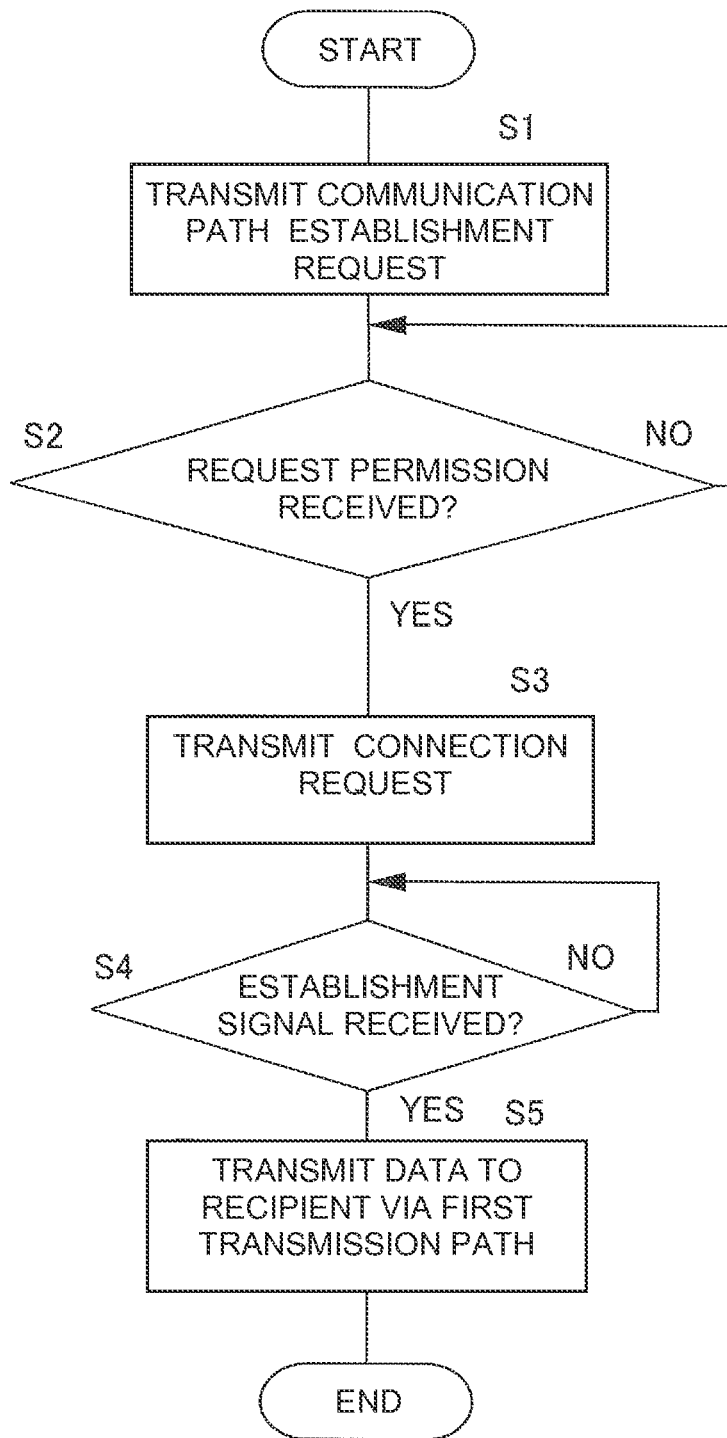 START
S1
TRANSMIT COMMUNICATION
PATH ESTABLISHMENT
REQUEST
S2
NO
REQUEST PERMISSION
RECEIVED?
YES
S3
TRANSMIT CONNECTION
REQUEST
S4
NO
ESTABLISHMENT
SIGNAL RECEIVED?
YES S5
TRANSMIT DATA TO
RECIPIENT VIA FIRST
TRANSMISSION PATH
END